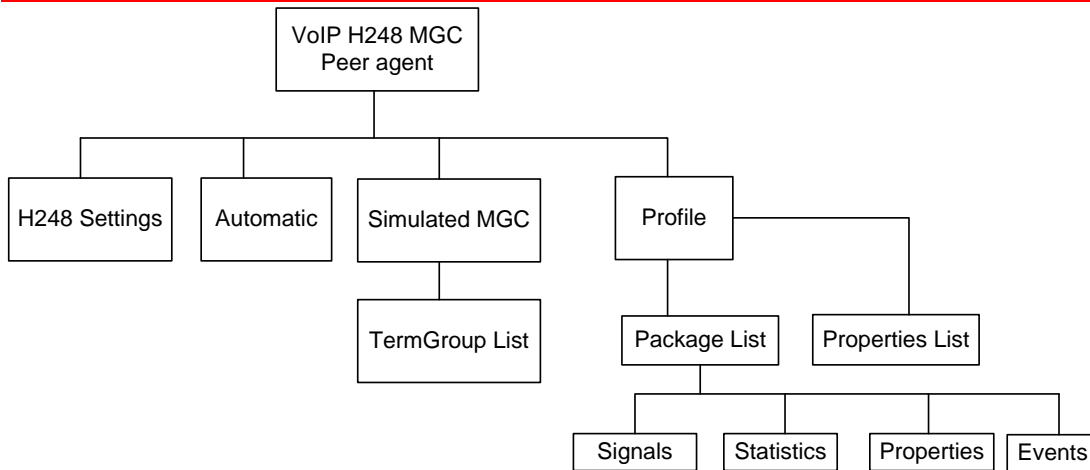 VoIP H248 MGC
Peer agent
H248 Settings
Automatic
Simulated MGC
Profile
TermGroup List
Package List
Properties List
Signals
Statistics
Properties
Events